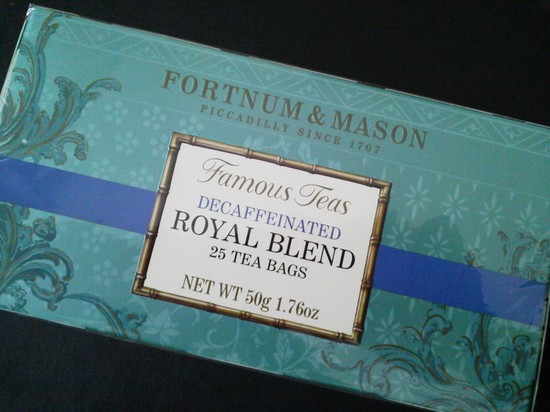 FORTNUM & MASON
PICCADILLY SINCE 1707
Famous Teas
DECAFFEINATED
ROYAL BLEND
25 TEA BAGS
NET WT 50g 1.76oz